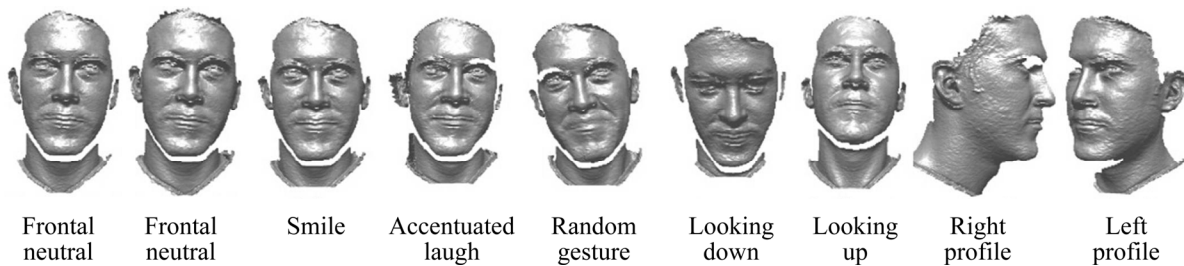 Frontal neutral
Frontal neutral
Smile
Accentuated laugh
Random gesture
Looking down
Looking up
Right profile
Left profile